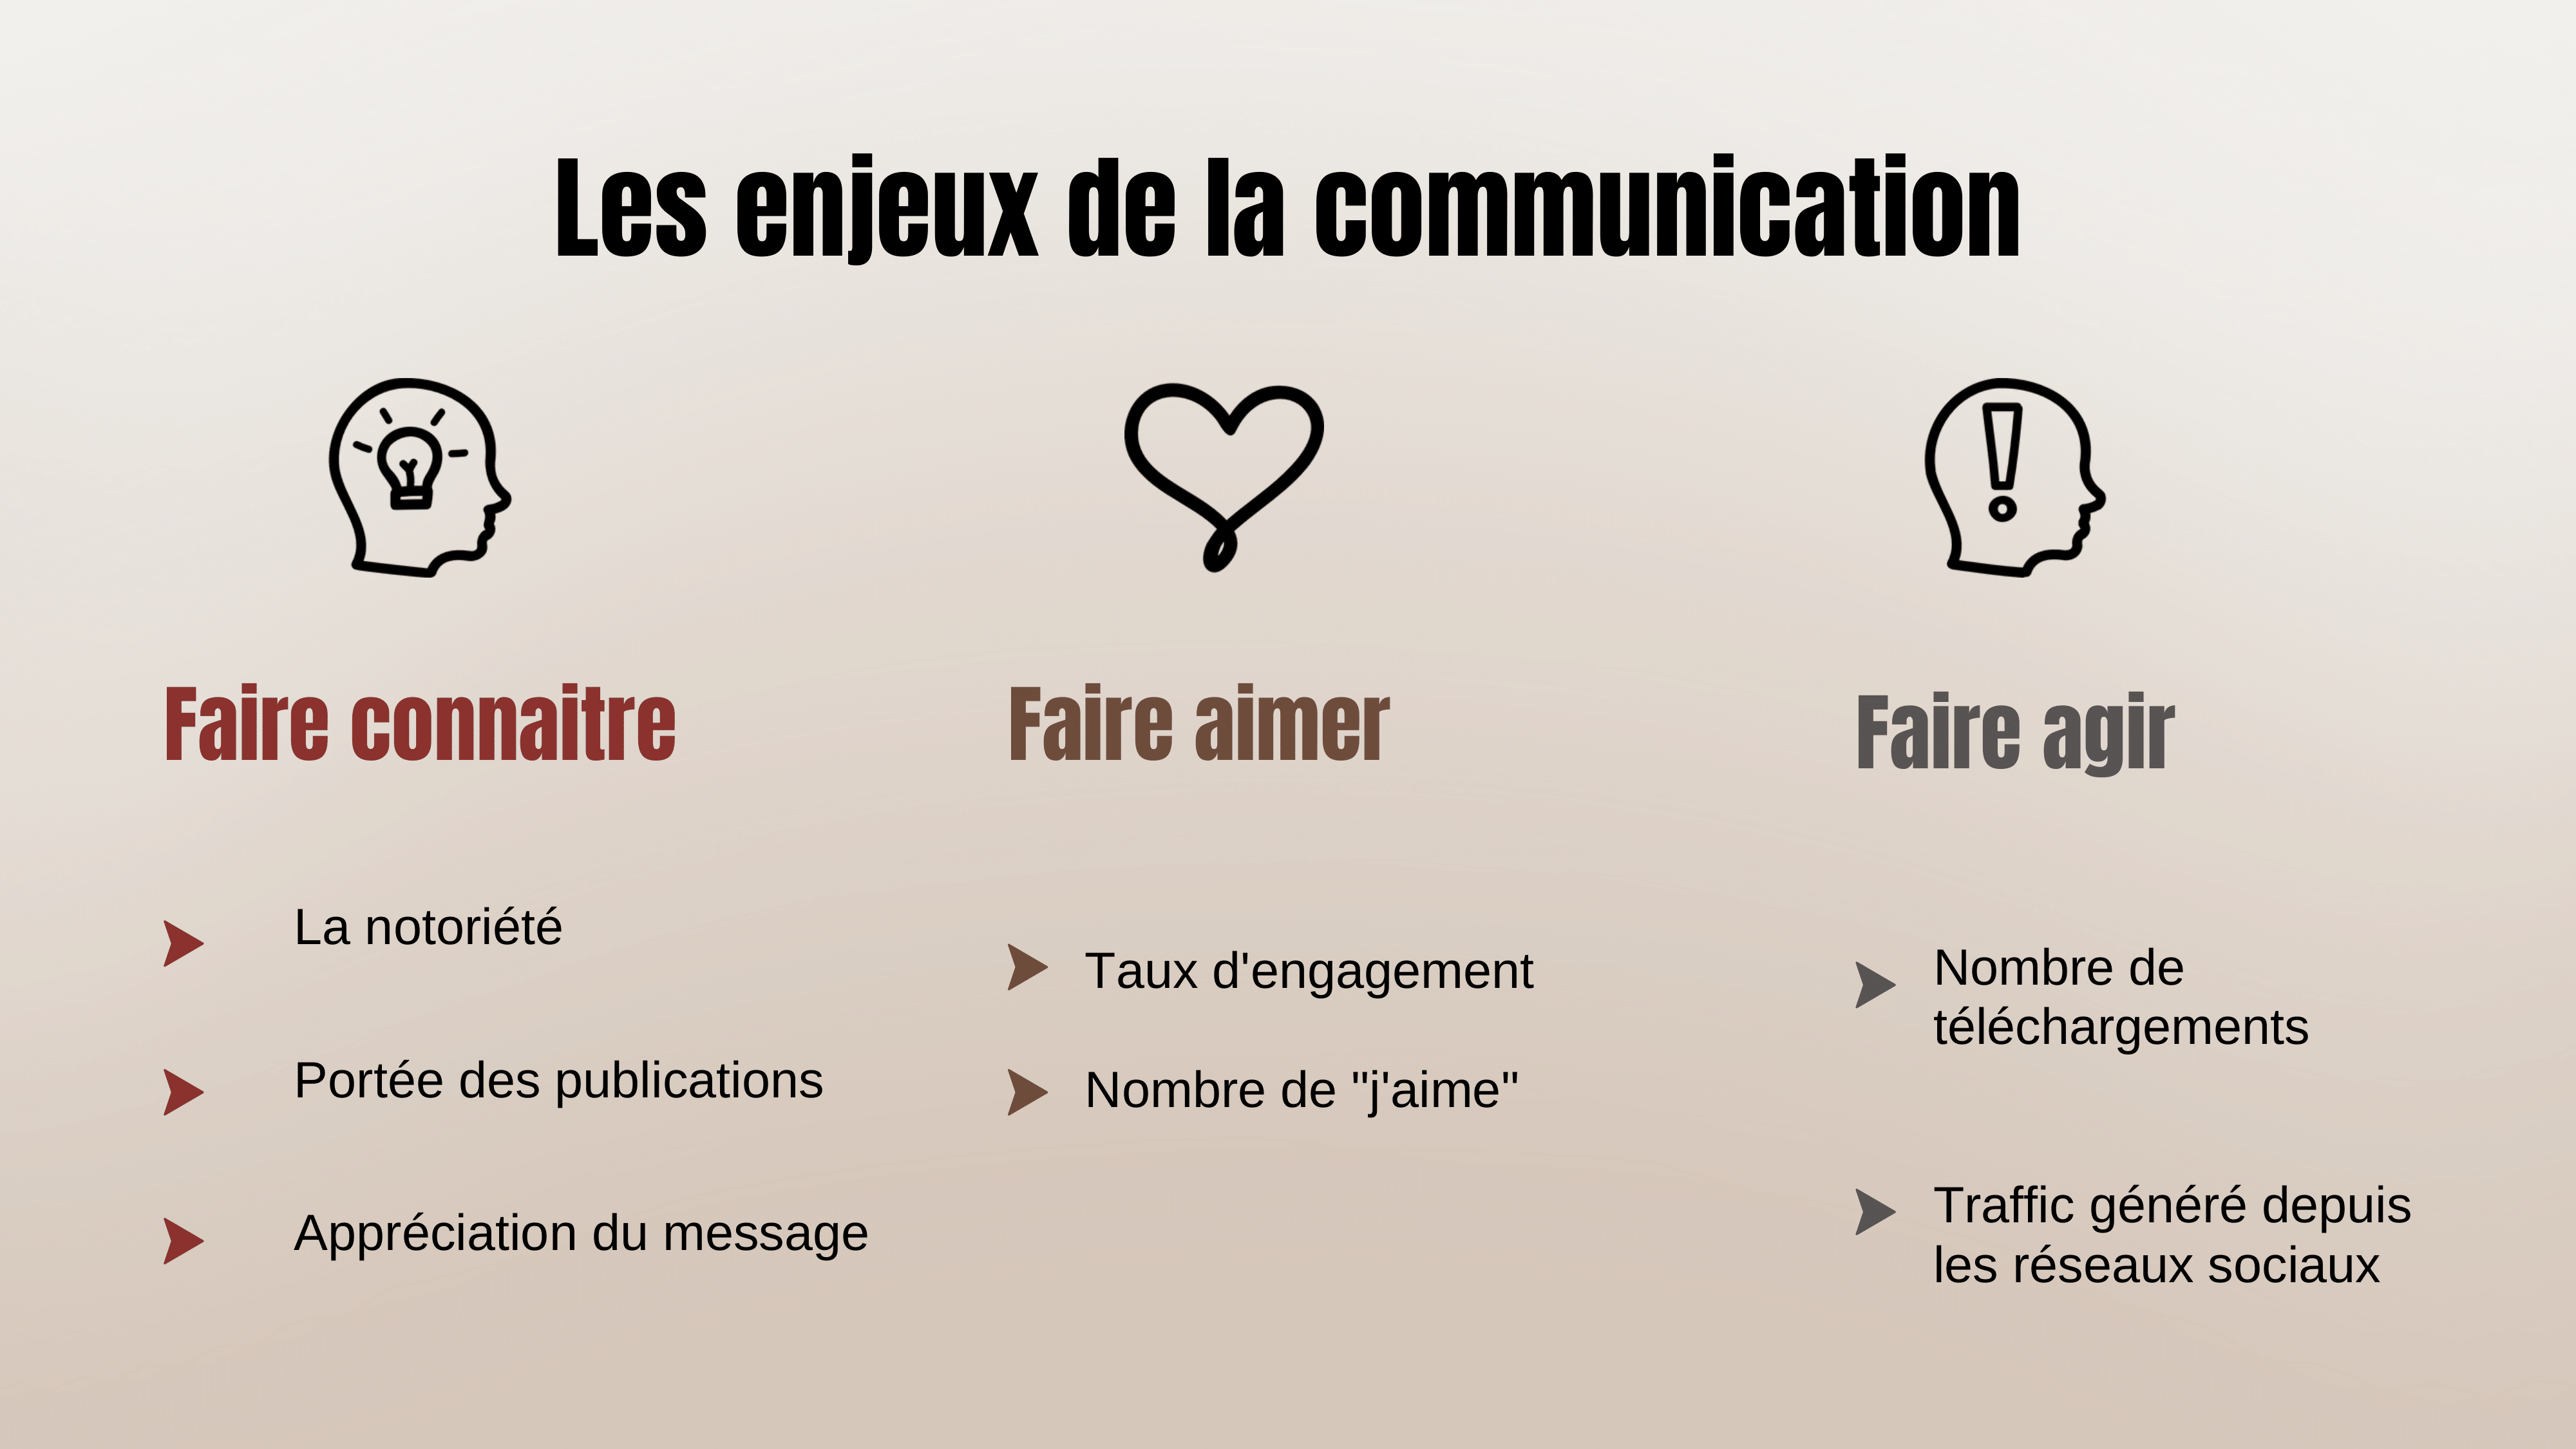 Les enjeux de la communication
Faire connaitre
La notoriété
Portée des publications
Appréciation du message
Faire aimer
Taux d'engagement
Nombre de "j'aime"
Faire agir
Nombre de
téléchargements
Traffic généré depuis
les réseaux sociaux